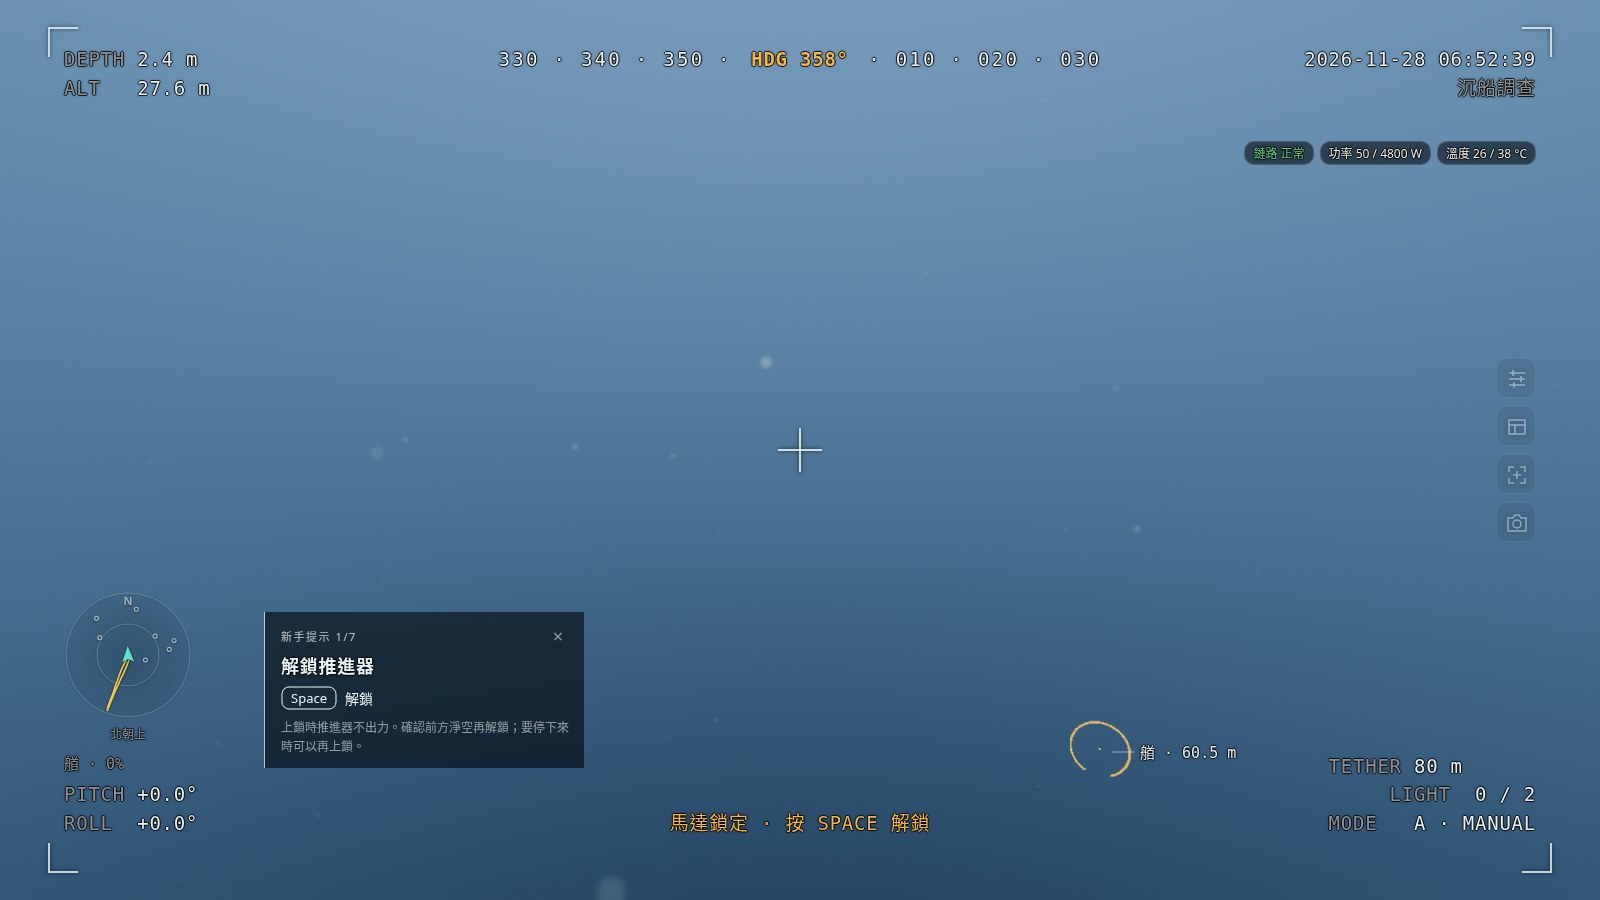 DEPTH 2.4 m
ALT 27.6 m
330 · 340 · 350 · HDG 358° · 010 · 020 · 030
2026-11-28 06:52:39
沉船調查
鏈路 正常
功率 50 / 4800 W
溫度 26 / 38 °C
N
北朝上
艏 · 0%
PITCH +0.0°
ROLL +0.0°
新手提示 1/7
解鎖推進器
Space 解鎖
上鎖時推進器不出力。確認前方淨空再解鎖；要停下來
時可以再上鎖。
馬達鎖定 · 按 SPACE 解鎖
艏 · 60.5 m
TETHER 80 m
LIGHT 0 / 2
MODE A · MANUAL